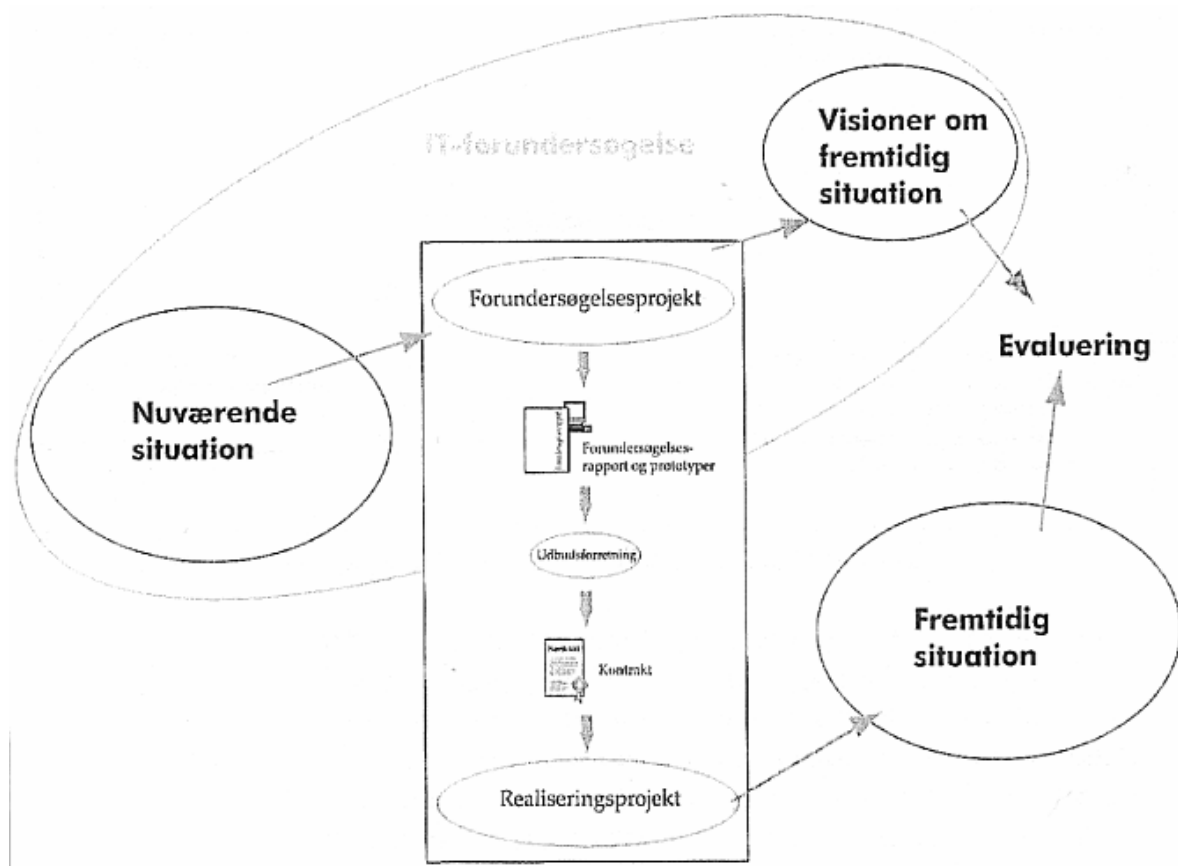 IT-forundersøgelse
Visioner om
fremtidig
situation
Forundersøgelsesprojekt
Evaluering
Nuværende
situation
Forundersøgelses-
rapport og prototyper
Udbudsforretning
Fremtidig
situation
Kontrakt
Realiseringsprojekt